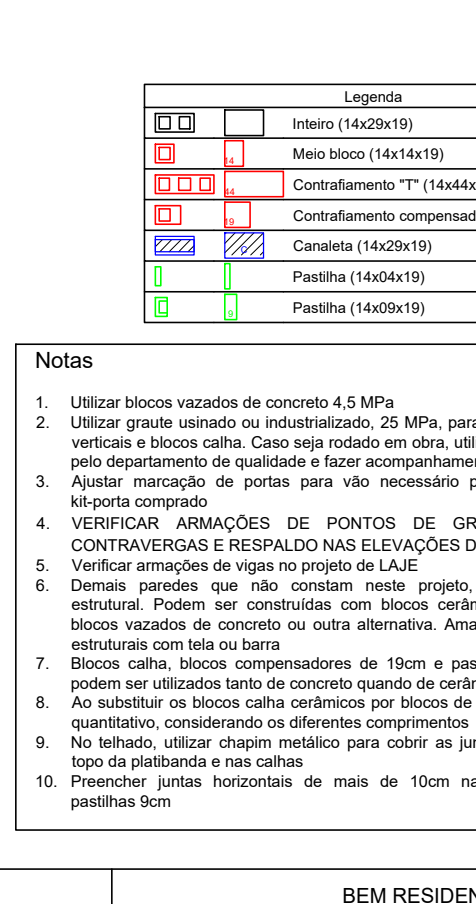 Legenda
Inteiro (14x29x19)
14 Meio bloco (14x14x19)
44 Contrafiamento "T" (14x44x
19 Contrafiamento compensad
C Canaleta (14x29x19)
Pastilha (14x04x19)
9 Pastilha (14x09x19)
Notas
1. Utilizar blocos vazados de concreto 4,5 MPa
2. Utilizar graute usinado ou industrializado, 25 MPa, para
verticais e blocos calha. Caso seja rodado em obra, util
pelo departamento de qualidade e fazer acompanhame
3. Ajustar marcação de portas para vão necessário p
kit-porta comprado
4. VERIFICAR ARMAÇÕES DE PONTOS DE GR
CONTRAVERGAS E RESPALDO NAS ELEVAÇÕES D
5. Verificar armações de vigas no projeto de LAJE
6. Demais paredes que não constam neste projeto,
estrutural. Podem ser construídas com blocos cerâm
blocos vazados de concreto ou outra alternativa. Ama
estruturais com tela ou barra
7. Blocos calha, blocos compensadores de 19cm e pas
podem ser utilizados tanto de concreto quando de cerâ
8. Ao substituir os blocos calha cerâmicos por blocos de
quantitativo, considerando os diferentes comprimentos
9. No telhado, utilizar chapim metálico para cobrir as jun
topo da platibanda e nas calhas
10. Preencher juntas horizontais de mais de 10cm na
pastilhas 9cm
BEM RESIDEN